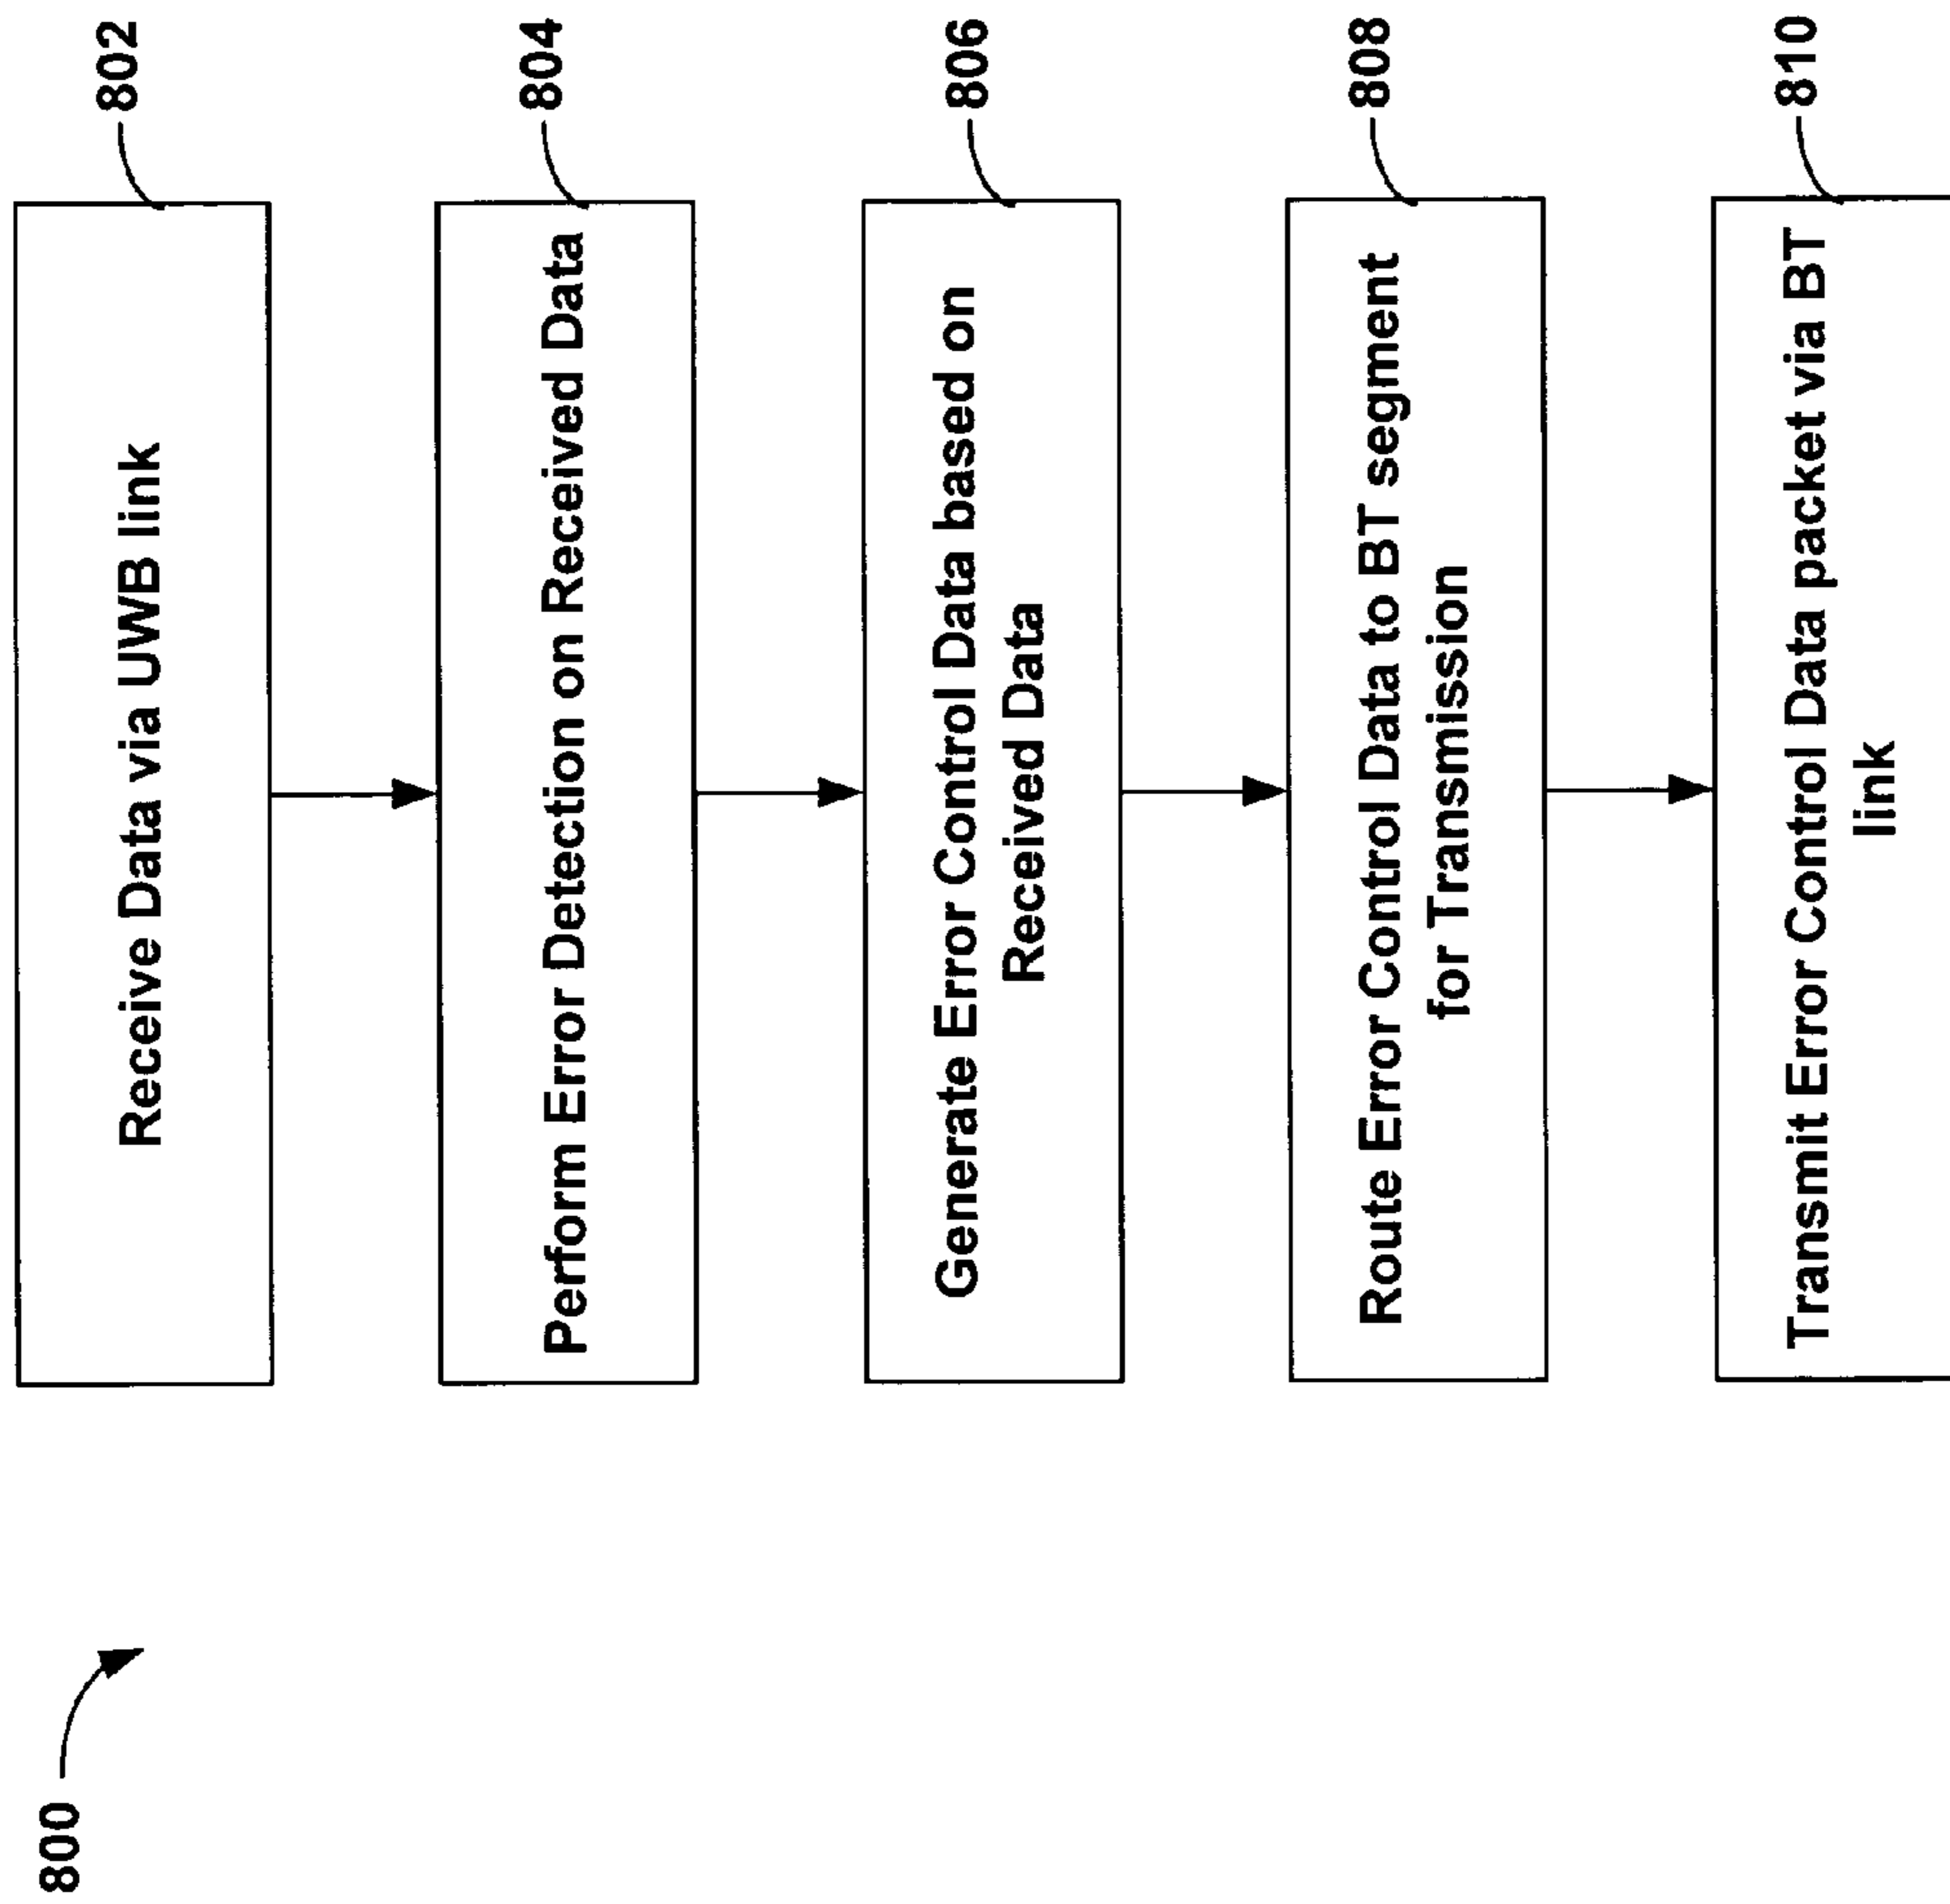 800
802
Receive Data via UWB link
804
Perform Error Detection on Received Data
806
Generate Error Control Data based on
Received Data
808
Route Error Control Data to BT segment
for Transmission
810
Transmit Error Control Data packet via BT
link